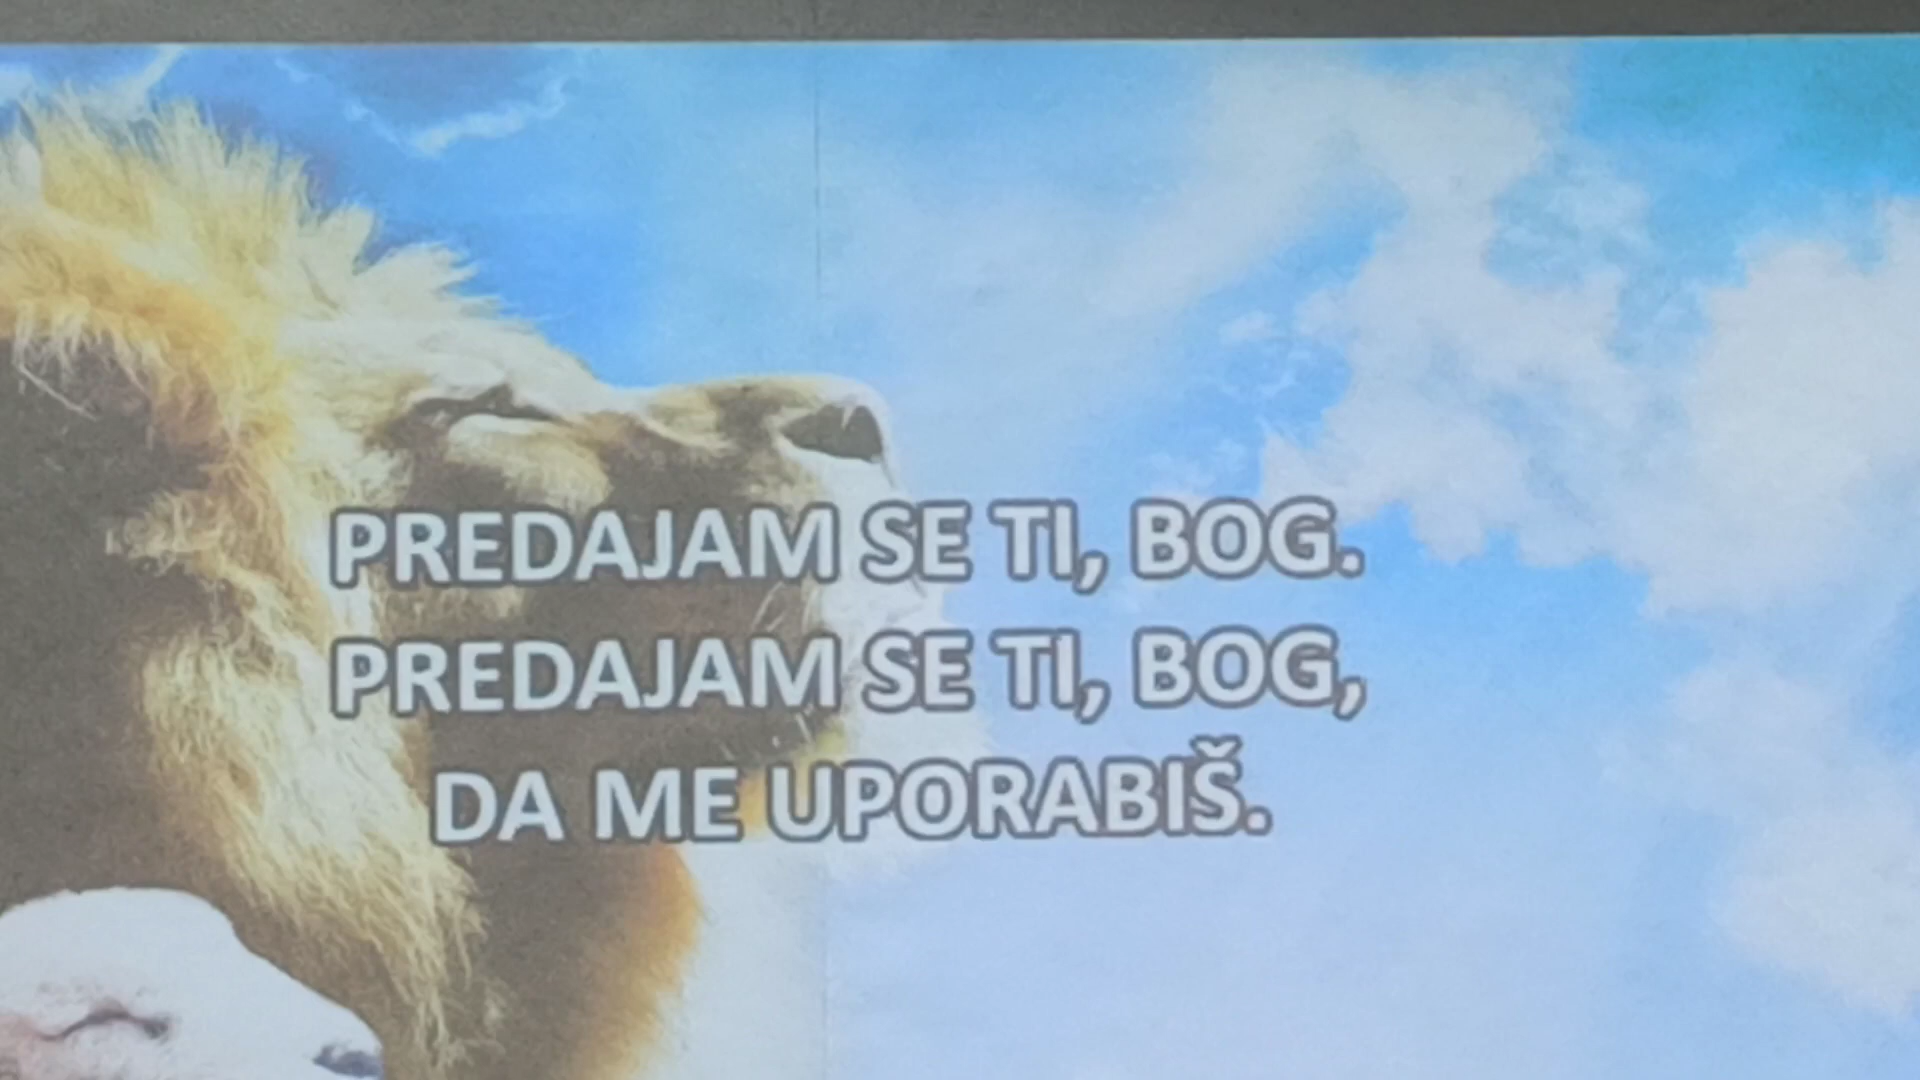 PREDAJAM SE TI, BOG.
PREDAJAM SE TI, BOG,
DA ME UPORABIŠ.